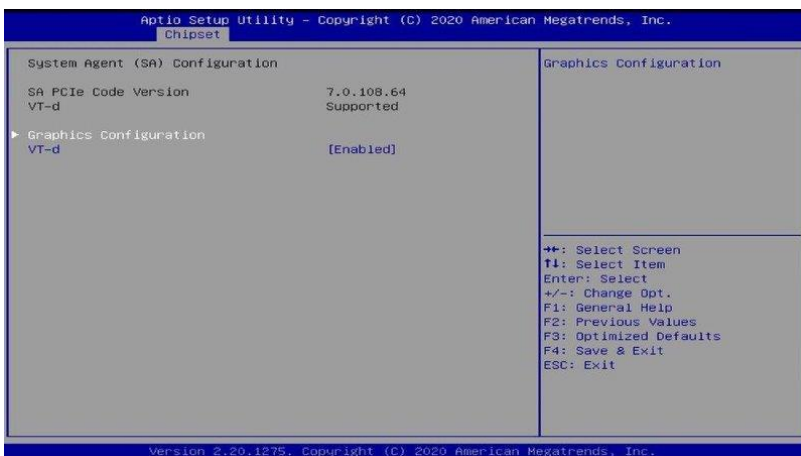 Aptio Setup Utility – Copyright (C) 2020 American Megatrends, Inc.
Chipset
System Agent (SA) Configuration
SA PCIe Code Version 7.0.108.64
VT-d Supported
Graphics Configuration
VT-d [Enabled]
Graphics Configuration
→←: Select Screen
↑↓: Select Item
Enter: Select
+/-: Change Opt.
F1: General Help
F2: Previous Values
F3: Optimized Defaults
F4: Save & Exit
ESC: Exit
Version 2.20.1275. Copyright (C) 2020 American Megatrends, Inc.